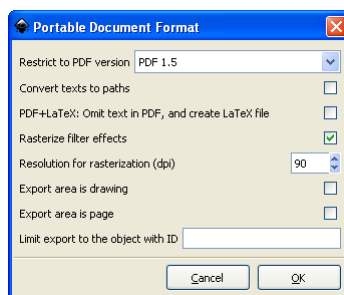 Portable Document Format
Restrict to PDF version PDF 1.5
Convert texts to paths
PDF+LaTeX: Omit text in PDF, and create LaTeX file
Rasterize filter effects
Resolution for rasterization (dpi) 90
Export area is drawing
Export area is page
Limit export to the object with ID
Cancel OK